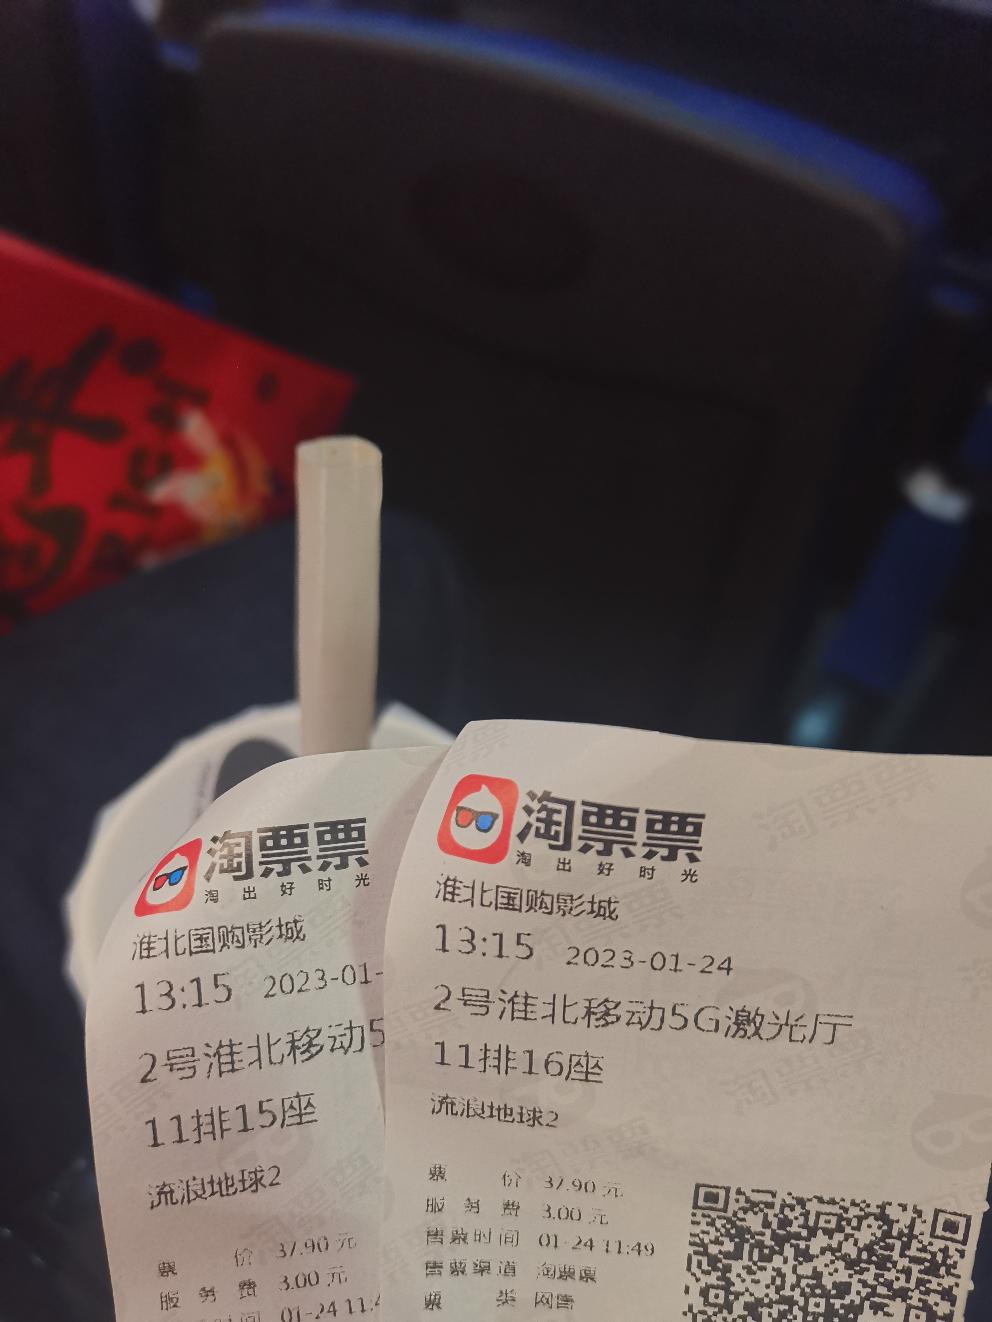 淘票票
淘出好时光
淮北国购影城
13:15 2023-01-
2号淮北移动5
11排15座
流浪地球2
票价 37.90 元
服务费 3.00 元
间 01-24 11:4
淘票票
淘出好时光
淮北国购影城
13:15 2023-01-24
2号淮北移动5G激光厅
11排16座
流浪地球2
票价 37.90 元
服务费 3.00 元
售票时间 01-24 11:49
售票渠道 淘票票
票类 网售